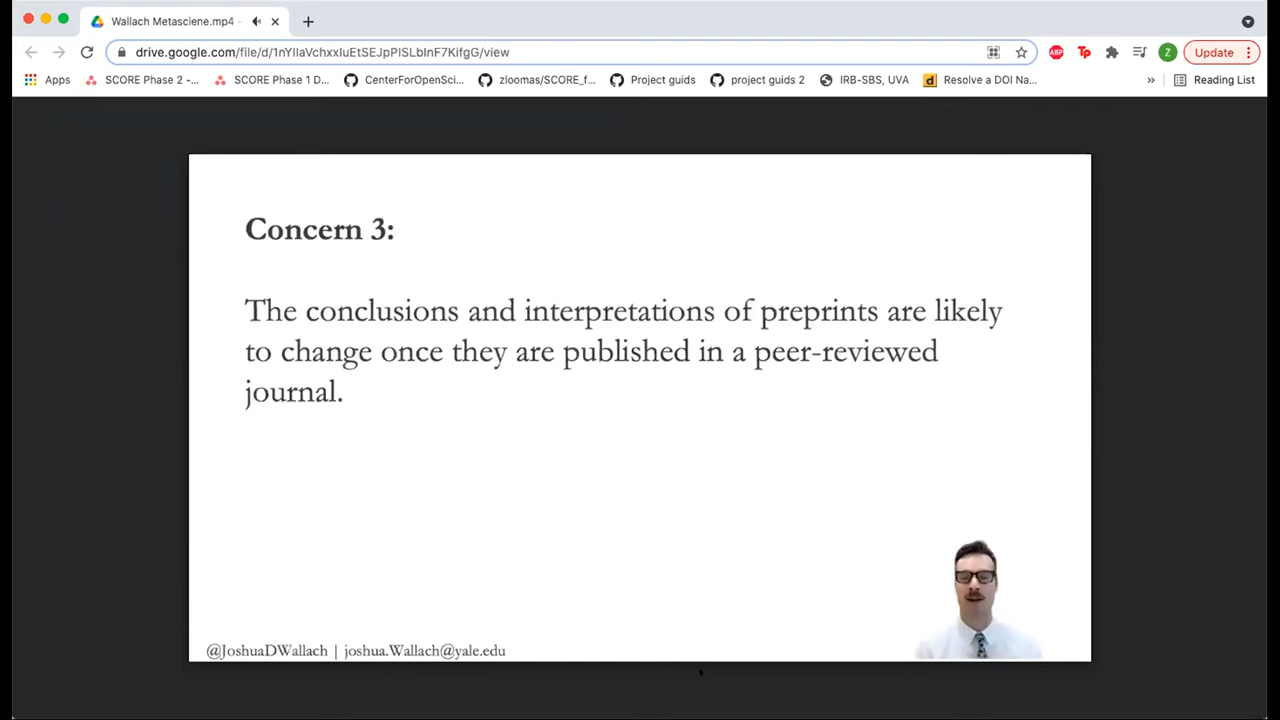 Wallach Metasciene.mp4 -
drive.google.com/file/d/1nYIlaVchxxIuEtSEJpPlSLbInF7KifgG/view
ABP
Tp
Z
Update
Apps
SCORE Phase 2 -...
SCORE Phase 1 D...
CenterForOpenSci...
zloomas/SCORE_f...
Project guids
project guids 2
IRB-SBS, UVA
d
Resolve a DOI Na...
»
Reading List
Concern 3:
The conclusions and interpretations of preprints are likely
to change once they are published in a peer-reviewed
journal.
@JoshuaDWallach | joshua.Wallach@yale.edu